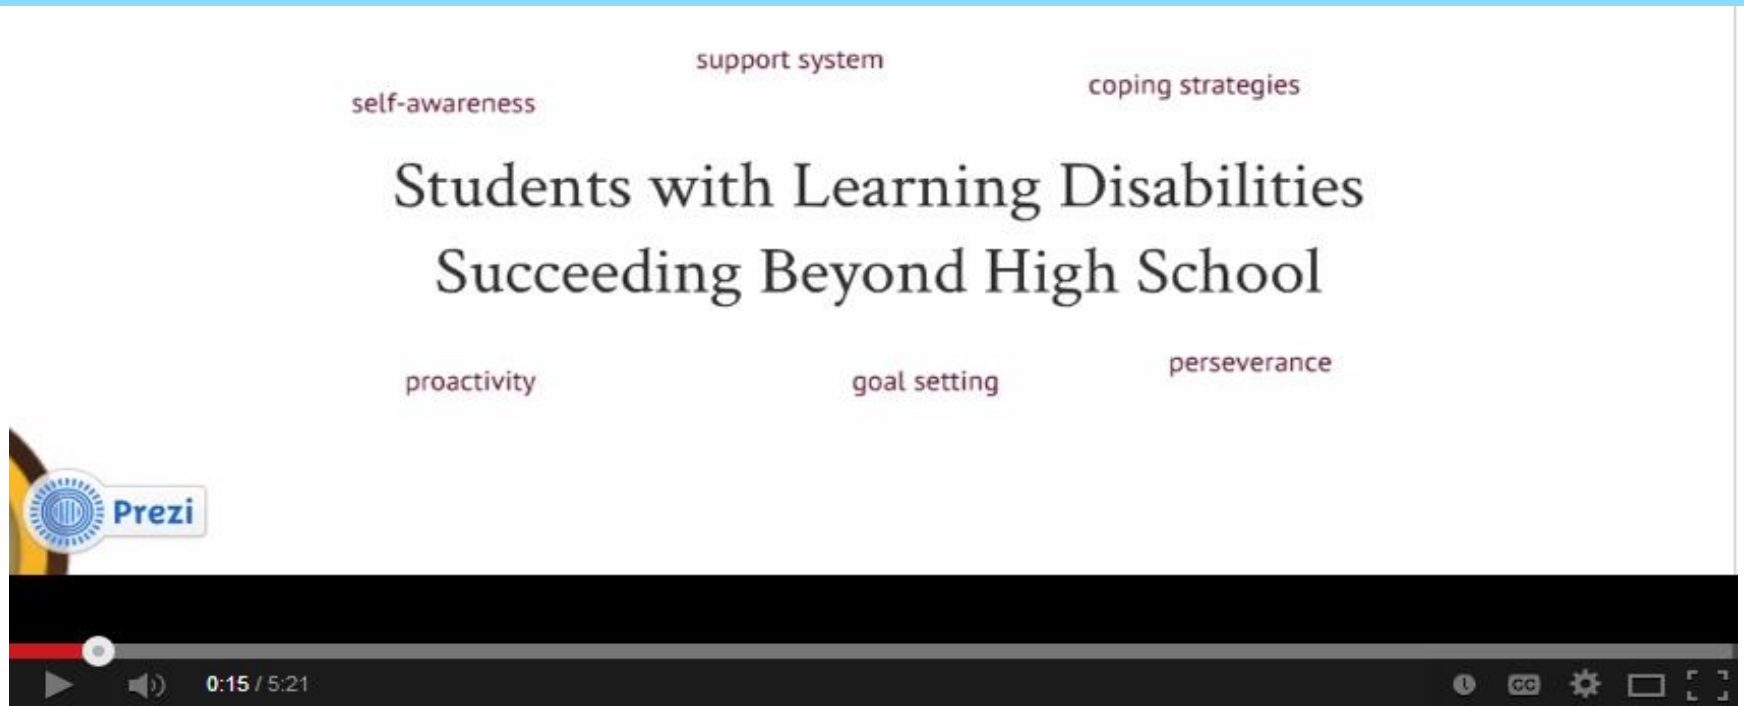 support system
coping strategies
self-awareness
Students with Learning Disabilities
Succeeding Beyond High School
perseverance
proactivity
goal setting
Prezi
0:15 / 5:21
CC